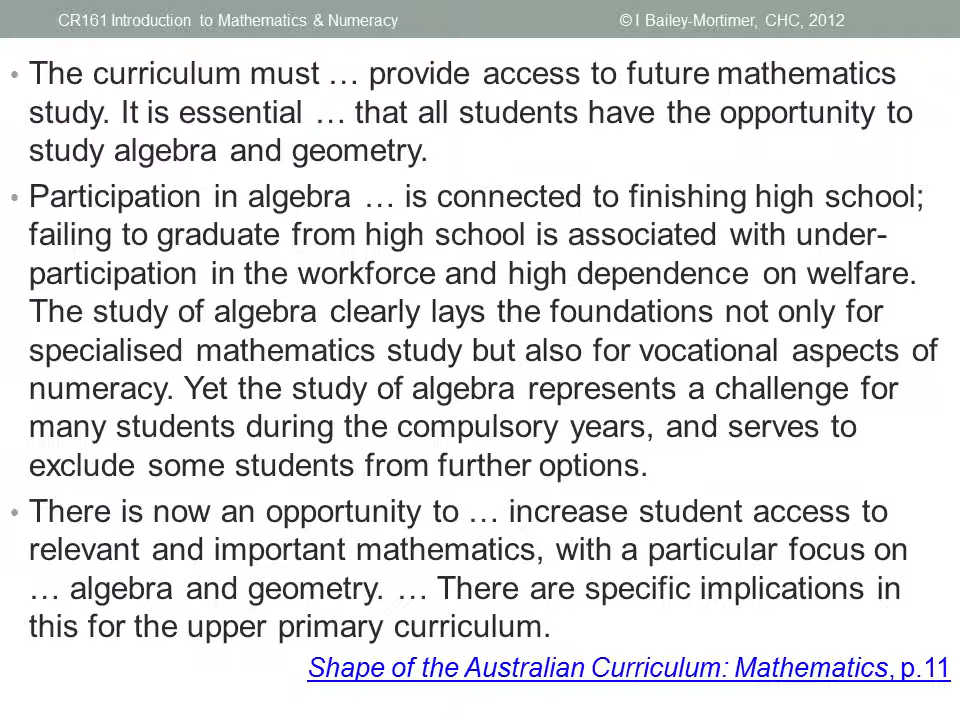 CR161 Introduction to Mathematics & Numeracy © I Bailey-Mortimer, CHC, 2012
• The curriculum must … provide access to future mathematics
study. It is essential … that all students have the opportunity to
study algebra and geometry.
• Participation in algebra … is connected to finishing high school;
failing to graduate from high school is associated with under-
participation in the workforce and high dependence on welfare.
The study of algebra clearly lays the foundations not only for
specialised mathematics study but also for vocational aspects of
numeracy. Yet the study of algebra represents a challenge for
many students during the compulsory years, and serves to
exclude some students from further options.
• There is now an opportunity to … increase student access to
relevant and important mathematics, with a particular focus on
… algebra and geometry. … There are specific implications in
this for the upper primary curriculum.
Shape of the Australian Curriculum: Mathematics, p.11